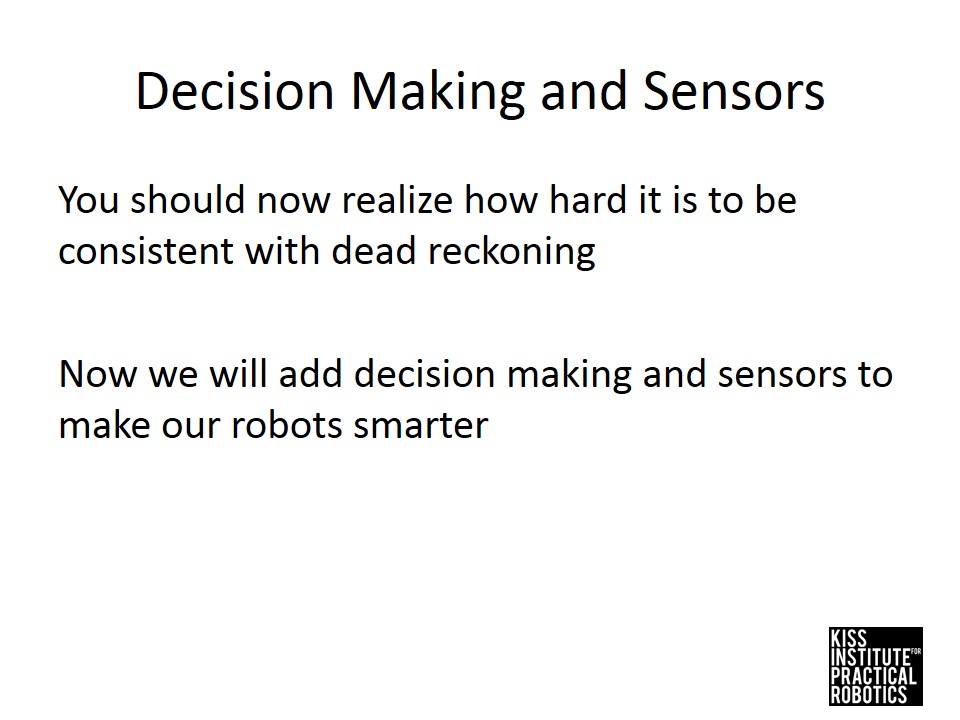 Decision Making and Sensors
You should now realize how hard it is to be
consistent with dead reckoning
Now we will add decision making and sensors to
make our robots smarter
KISS
INSTITUTE FOR
PRACTICAL
ROBOTICS